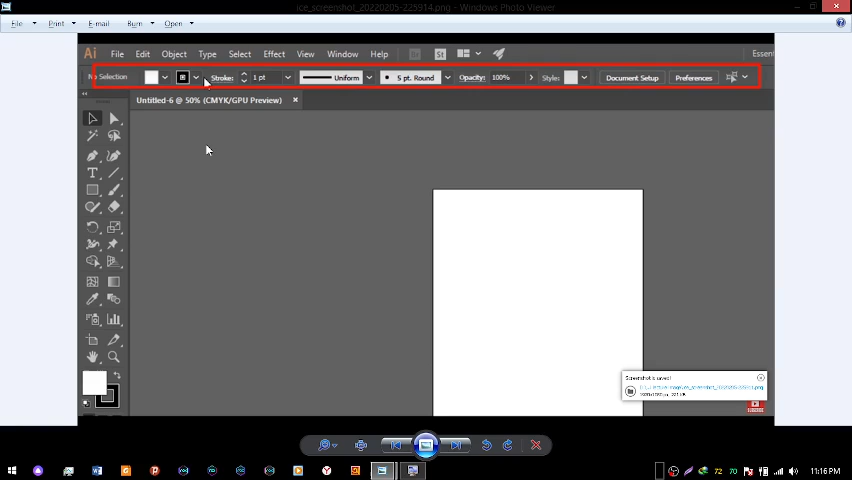 ice_screenshot_20220205-225914.png - Windows Photo Viewer
File Print E-mail Burn Open
Ai File Edit Object Type Select Effect View Window Help Br St Essent
No Selection Stroke: 1 pt Uniform 5 pt. Round Opacity: 100% Style: Document Setup Preferences
Untitled-6 @ 50% (CMYK/GPU Preview)
Screenshot is saved!
72 70 11:16 PM